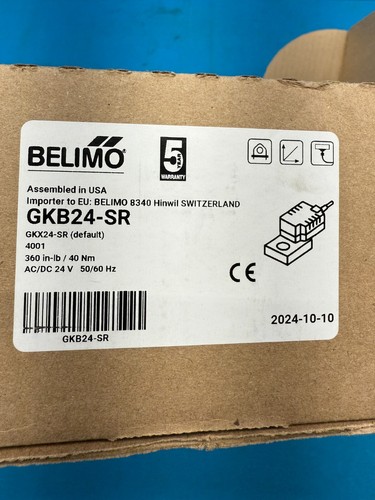 BELIMO®
5 YEAR
WARRANTY
Assembled in USA
Importer to EU: BELIMO 8340 Hinwil SWITZERLAND
GKB24-SR
GKX24-SR (default)
4001
360 in-lb / 40 Nm
AC/DC 24 V 50/60 Hz
CE
GKB24-SR
2024-10-10